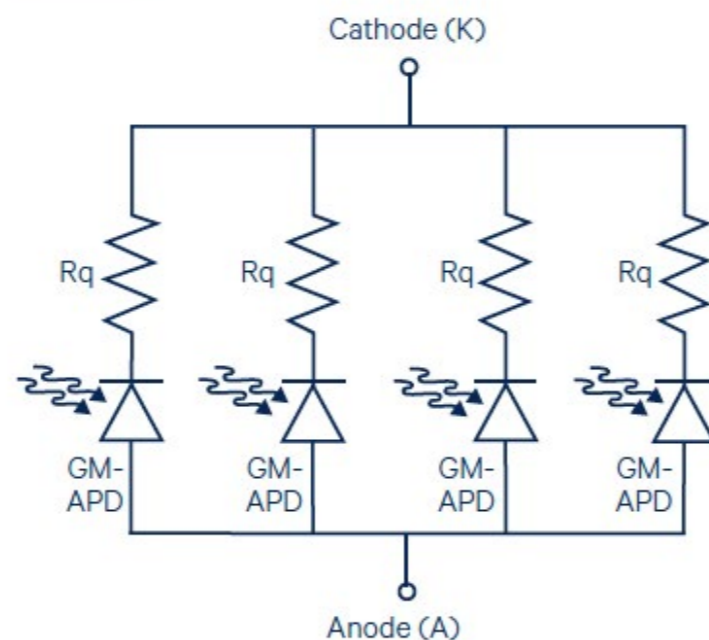 Cathode (K)
Rq Rq Rq Rq
GM- GM- GM- GM-
APD APD APD APD
Anode (A)